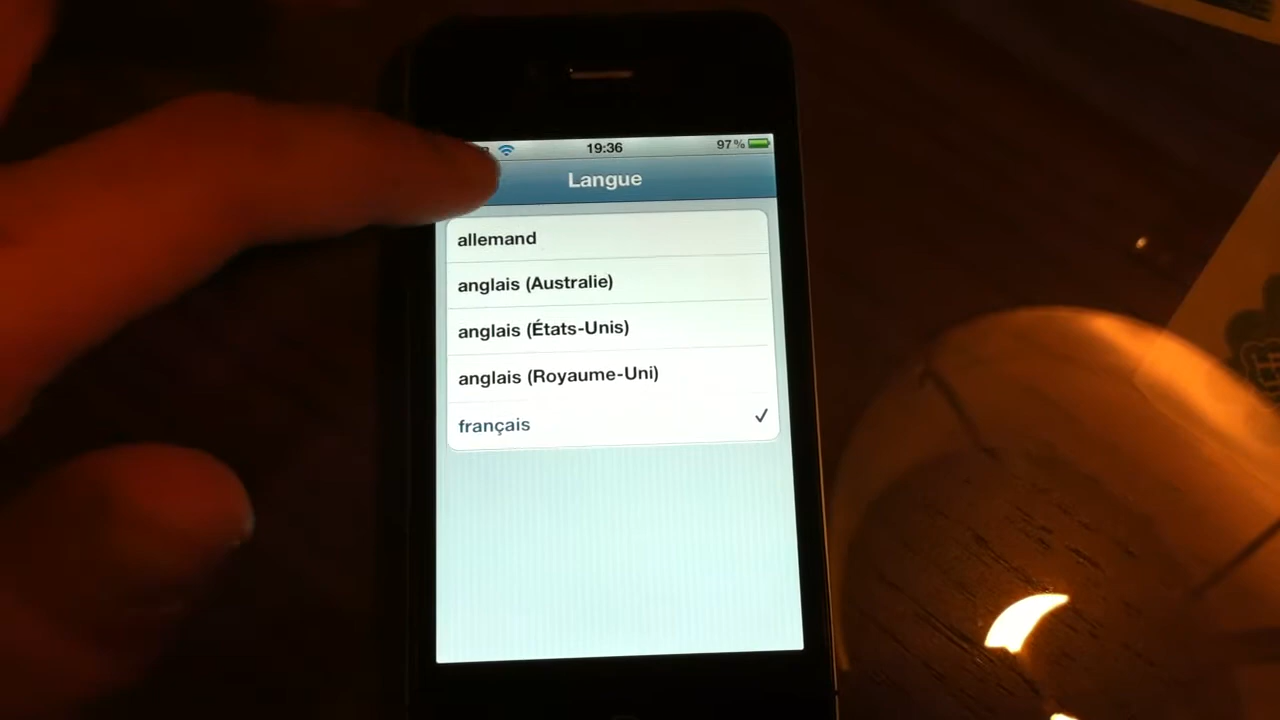 19:36
97%
Langue
allemand
anglais (Australie)
anglais (États-Unis)
anglais (Royaume-Uni)
français